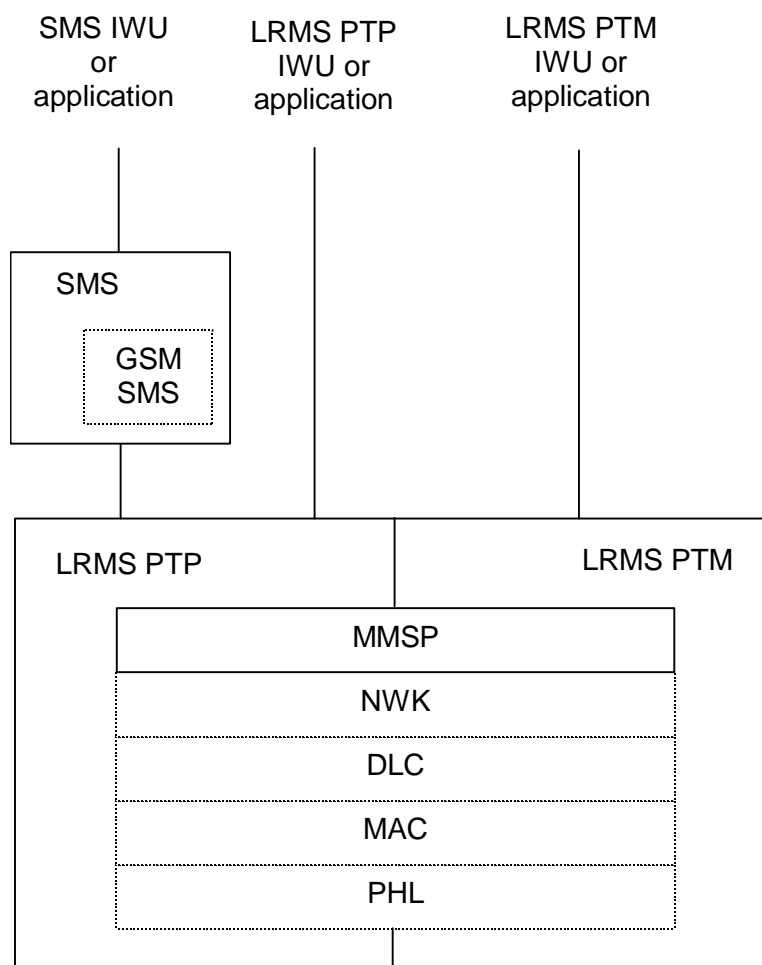 SMS IWU
or
application
LRMS PTP
IWU or
application
LRMS PTM
IWU or
application
SMS
GSM
SMS
LRMS PTP
LRMS PTM
MMSP
NWK
DLC
MAC
PHL